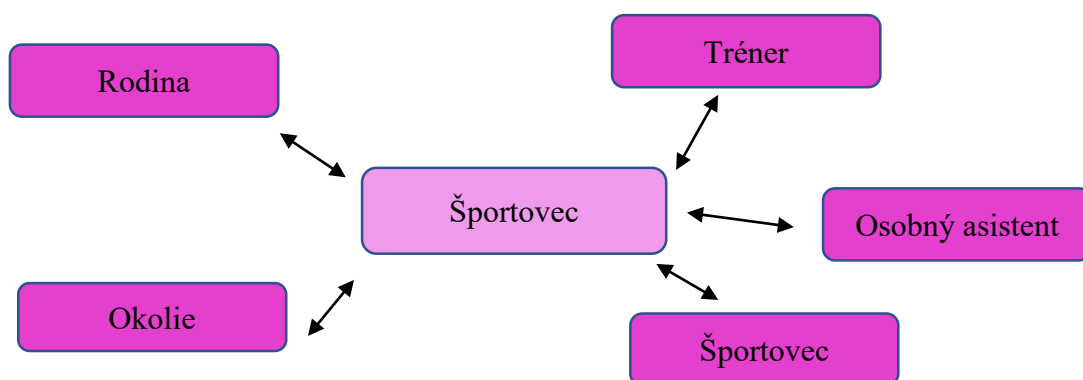 Tréner
Rodina
Športovec
Osobný asistent
Okolie
Športovec